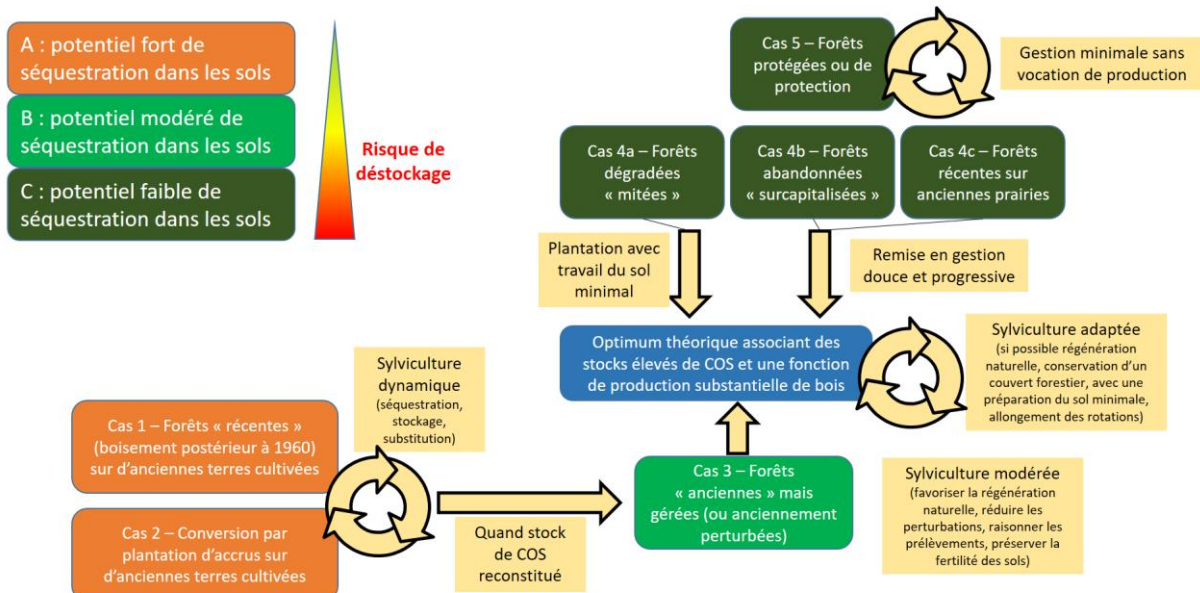 A : potentiel fort de
séquestration dans les sols
B : potentiel modéré de
séquestration dans les sols
C : potentiel faible de
séquestration dans les sols
Risque de
déstockage
Cas 5 – Forêts
protégées ou de
protection
Gestion minimale sans
vocation de production
Cas 4a – Forêts
dégradées
« mitées »
Cas 4b – Forêts
abandonnées
« surcapitalisées »
Cas 4c – Forêts
récentes sur
anciennes prairies
Plantation avec
travail du sol
minimal
Remise en gestion
douce et progressive
Optimum théorique associant des
stocks élevés de COS et une fonction
de production substantielle de bois
Sylviculture adaptée
(si possible régénération
naturelle, conservation d’un
couvert forestier, avec une
préparation du sol minimale,
allongement des rotations)
Sylviculture
dynamique
(séquestration,
stockage,
substitution)
Cas 1 – Forêts « récentes »
(boisement postérieur à 1960)
sur d’anciennes terres cultivées
Cas 2 – Conversion par
plantation d’accrus sur
d’anciennes terres cultivées
Quand stock
de COS
reconstitué
Cas 3 – Forêts
« anciennes » mais
gérées (ou anciennement
perturbées)
Sylviculture modérée
(favoriser la régénération
naturelle, réduire les
perturbations, raisonner les
prélèvements, préserver la
fertilité des sols)